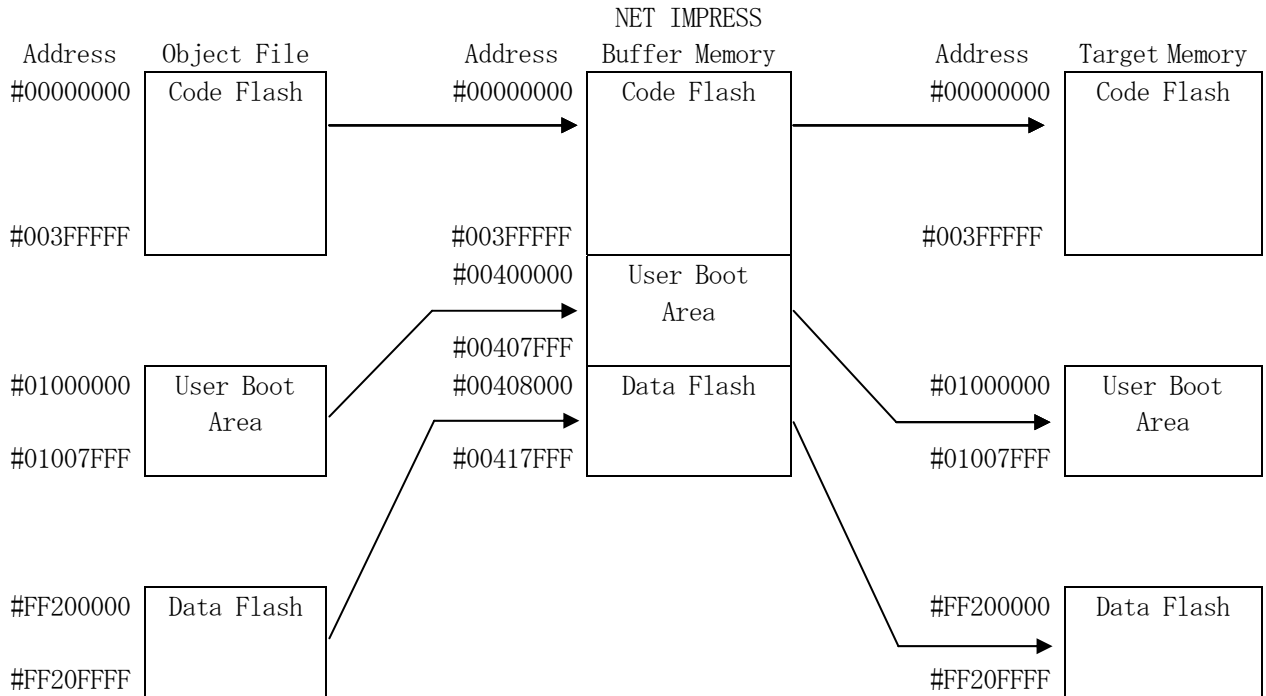 NET IMPRESS
Address Object File Address Buffer Memory Address Target Memory
#00000000 Code Flash #00000000 Code Flash #00000000 Code Flash
#003FFFFF #003FFFFF #003FFFFF
#00400000 User Boot
Area
#00407FFF
#01000000 User Boot #00408000 Data Flash #01000000 User Boot
Area Area
#01007FFF #00417FFF #01007FFF
#FF200000 Data Flash #FF200000 Data Flash
#FF20FFFF #FF20FFFF